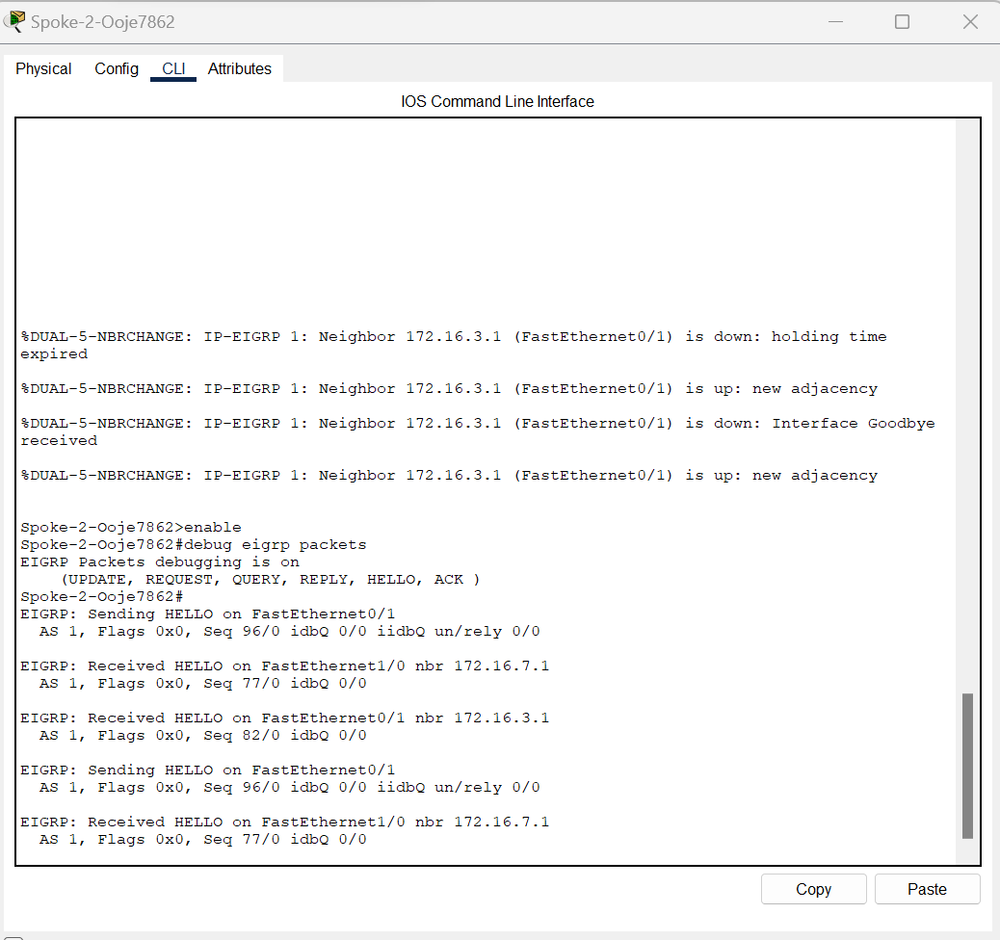 Spoke-2-Ooje7862
Physical Config CLI Attributes
IOS Command Line Interface
%DUAL-5-NBRCHANGE: IP-EIGRP 1: Neighbor 172.16.3.1 (FastEthernet0/1) is down: holding time
expired
%DUAL-5-NBRCHANGE: IP-EIGRP 1: Neighbor 172.16.3.1 (FastEthernet0/1) is up: new adjacency
%DUAL-5-NBRCHANGE: IP-EIGRP 1: Neighbor 172.16.3.1 (FastEthernet0/1) is down: Interface Goodbye
received
%DUAL-5-NBRCHANGE: IP-EIGRP 1: Neighbor 172.16.3.1 (FastEthernet0/1) is up: new adjacency
Spoke-2-Ooje7862>enable
Spoke-2-Ooje7862#debug eigrp packets
EIGRP Packets debugging is on
(UPDATE, REQUEST, QUERY, REPLY, HELLO, ACK )
Spoke-2-Ooje7862#
EIGRP: Sending HELLO on FastEthernet0/1
AS 1, Flags 0x0, Seq 96/0 idbQ 0/0 iidbQ un/rely 0/0
EIGRP: Received HELLO on FastEthernet1/0 nbr 172.16.7.1
AS 1, Flags 0x0, Seq 77/0 idbQ 0/0
EIGRP: Received HELLO on FastEthernet0/1 nbr 172.16.3.1
AS 1, Flags 0x0, Seq 82/0 idbQ 0/0
EIGRP: Sending HELLO on FastEthernet0/1
AS 1, Flags 0x0, Seq 96/0 idbQ 0/0 iidbQ un/rely 0/0
EIGRP: Received HELLO on FastEthernet1/0 nbr 172.16.7.1
AS 1, Flags 0x0, Seq 77/0 idbQ 0/0
Copy Paste